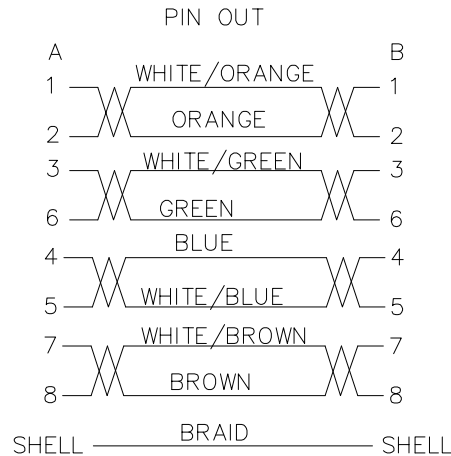 PIN OUT
A B
1 WHITE/ORANGE 1
2 ORANGE 2
3 WHITE/GREEN 3
6 GREEN 6
4 BLUE 4
5 WHITE/BLUE 5
7 WHITE/BROWN 7
8 BROWN 8
SHELL BRAID SHELL